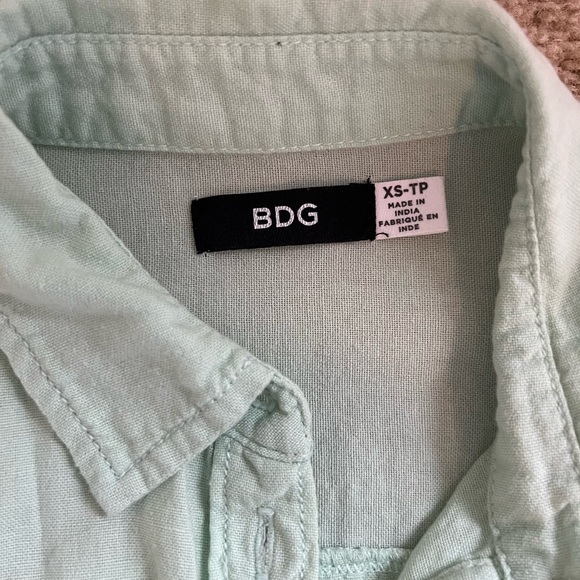 BDG
XS-TP
MADE IN
INDIA
FABRIQUÉ EN
INDE